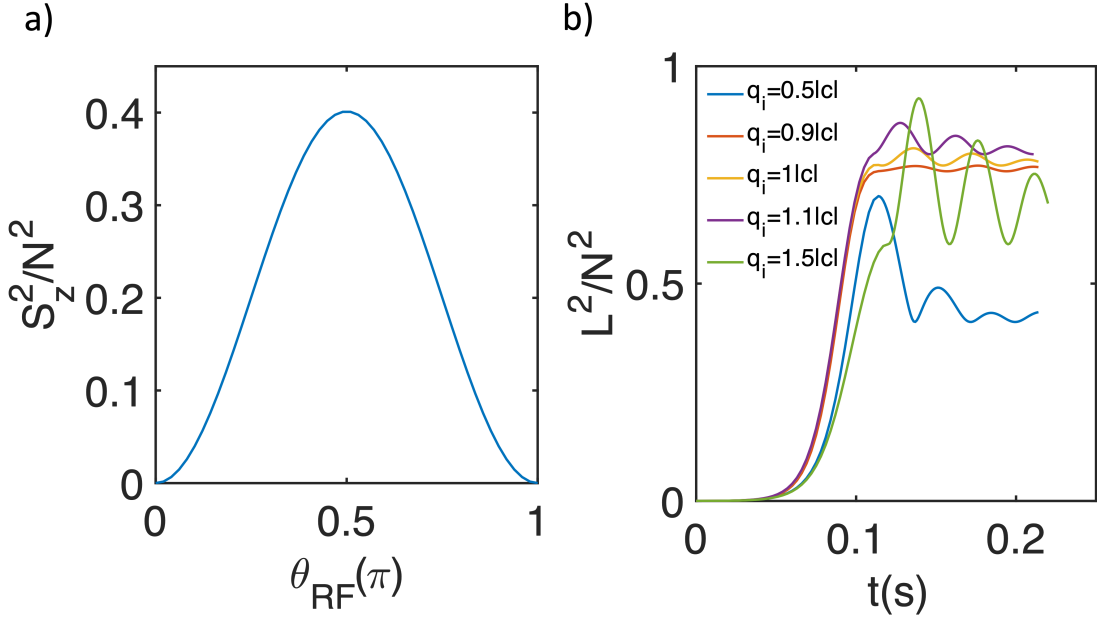 a)
S_z^2/N^2
0.4
0.3
0.2
0.1
0
0
0.5
1
θ_RF(π)
b)
L^2/N^2
1
0.5
0
q_i=0.5|c|
q_i=0.9|c|
q_i=1|c|
q_i=1.1|c|
q_i=1.5|c|
0
0.1
0.2
t(s)